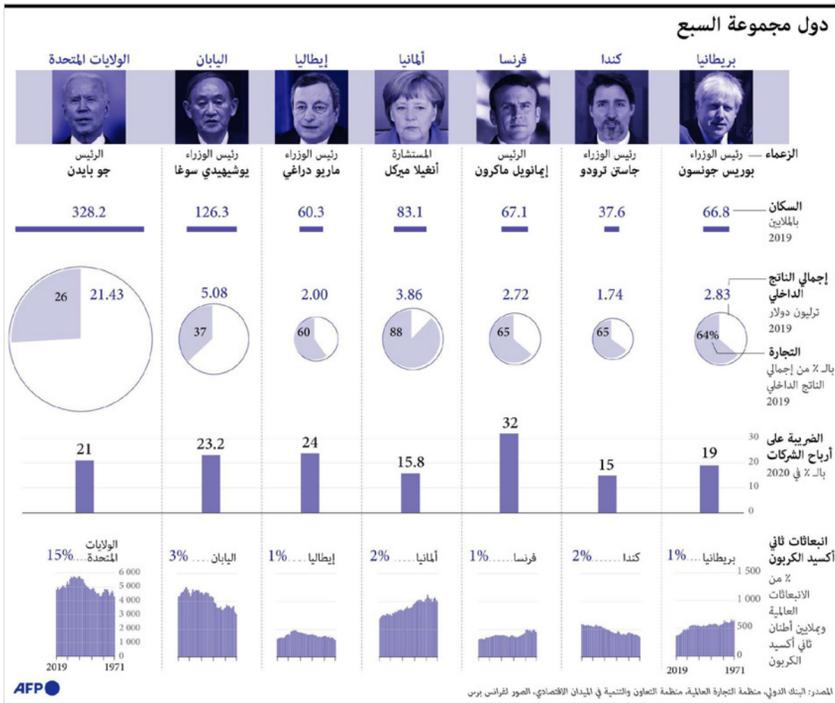 دول مجموعة السبع
بريطانيا
كندا
فرنسا
ألمانيا
إيطاليا
اليابان
الولايات المتحدة
الزعماء
رئيس الوزراء
بوريس جونسون
رئيس الوزراء
جاستن ترودو
الرئيس
إيمانويل ماكرون
المستشارة
أنغيلا ميركل
رئيس الوزراء
ماريو دراغي
رئيس الوزراء
يوشيهيدي سوغا
الرئيس
جو بايدن
السكان
بالملايين
2019
66.8
37.6
67.1
83.1
60.3
126.3
328.2
إجمالي الناتج
الداخلي
ترليون دولار
2019
2.83
1.74
2.72
3.86
2.00
5.08
21.43
التجارة
بالـ ٪ من إجمالي
الناتج الداخلي
2019
64%
65
65
88
60
37
26
الضريبة على
أرباح الشركات
بالـ ٪ في 2020
30
20
10
0
19
15
32
15.8
24
23.2
21
انبعاثات ثاني
أكسيد الكربون
٪ من
الانبعاثات
العالمية
وبملايين أطنان
ثاني أكسيد
الكربون
بريطانيا.....1%
كندا......2%
فرنسا.....1%
ألمانيا.....2%
إيطاليا.....1%
اليابان.....3%
الولايات
المتحدة....15%
1 500
1000
500
0
1971
2019
6 000
5 000
4 000
3 000
2 000
1 000
0
1971
2019
المصدر: البنك الدولي، منظمة التجارة العالمية، منظمة التعاون والتنمية في الميدان الاقتصادي، الصور لفرانس برس
AFP